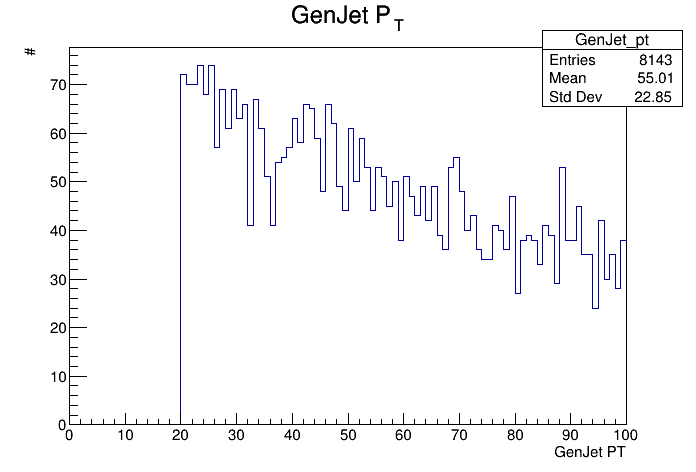 GenJet P_T
#
GenJet_pt
Entries 8143
Mean 55.01
Std Dev 22.85
70
60
50
40
30
20
10
0
0 10 20 30 40 50 60 70 80 90 100
GenJet PT